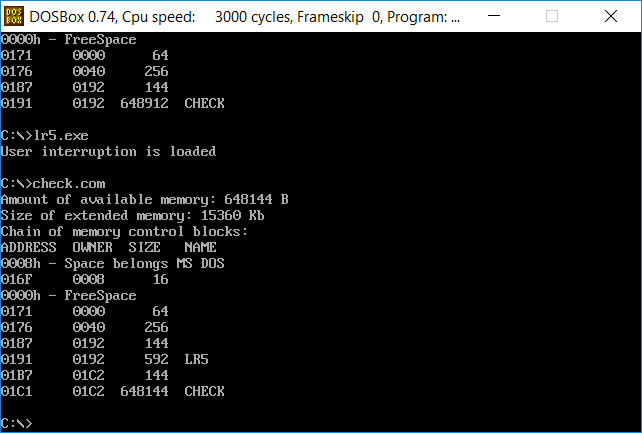 DOS BOX DOSBox 0.74, Cpu speed: 3000 cycles, Frameskip 0, Program: ...
0000h - FreeSpace
0171 0000 64
0176 0040 256
0187 0192 144
0191 0192 648912 CHECK
C:\>lr5.exe
User interruption is loaded
C:\>check.com
Amount of available memory: 648144 B
Size of extended memory: 15360 Kb
Chain of memory control blocks:
ADDRESS OWNER SIZE NAME
0008h - Space belongs MS DOS
016F 0008 16
0000h - FreeSpace
0171 0000 64
0176 0040 256
0187 0192 144
0191 0192 592 LR5
01B7 01C2 144
01C1 01C2 648144 CHECK
C:\>